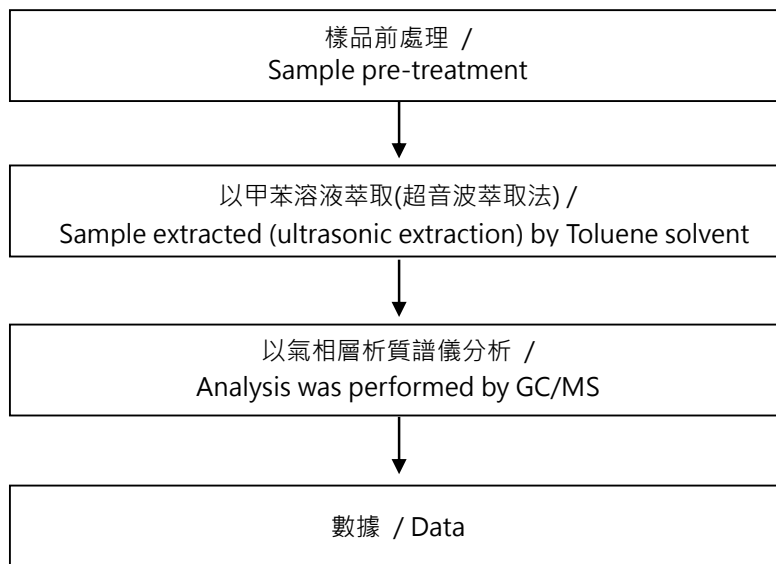 樣品前處理 /
Sample pre-treatment
以甲苯溶液萃取(超音波萃取法) /
Sample extracted (ultrasonic extraction) by Toluene solvent
以氣相層析質譜儀分析 /
Analysis was performed by GC/MS
數據 / Data